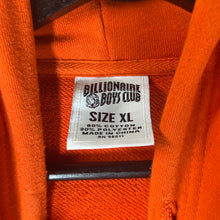 BILLIONAIRE
BOYS CLUB
SIZE XL
80% COTTON
20% POLYESTER
MADE IN CHINA